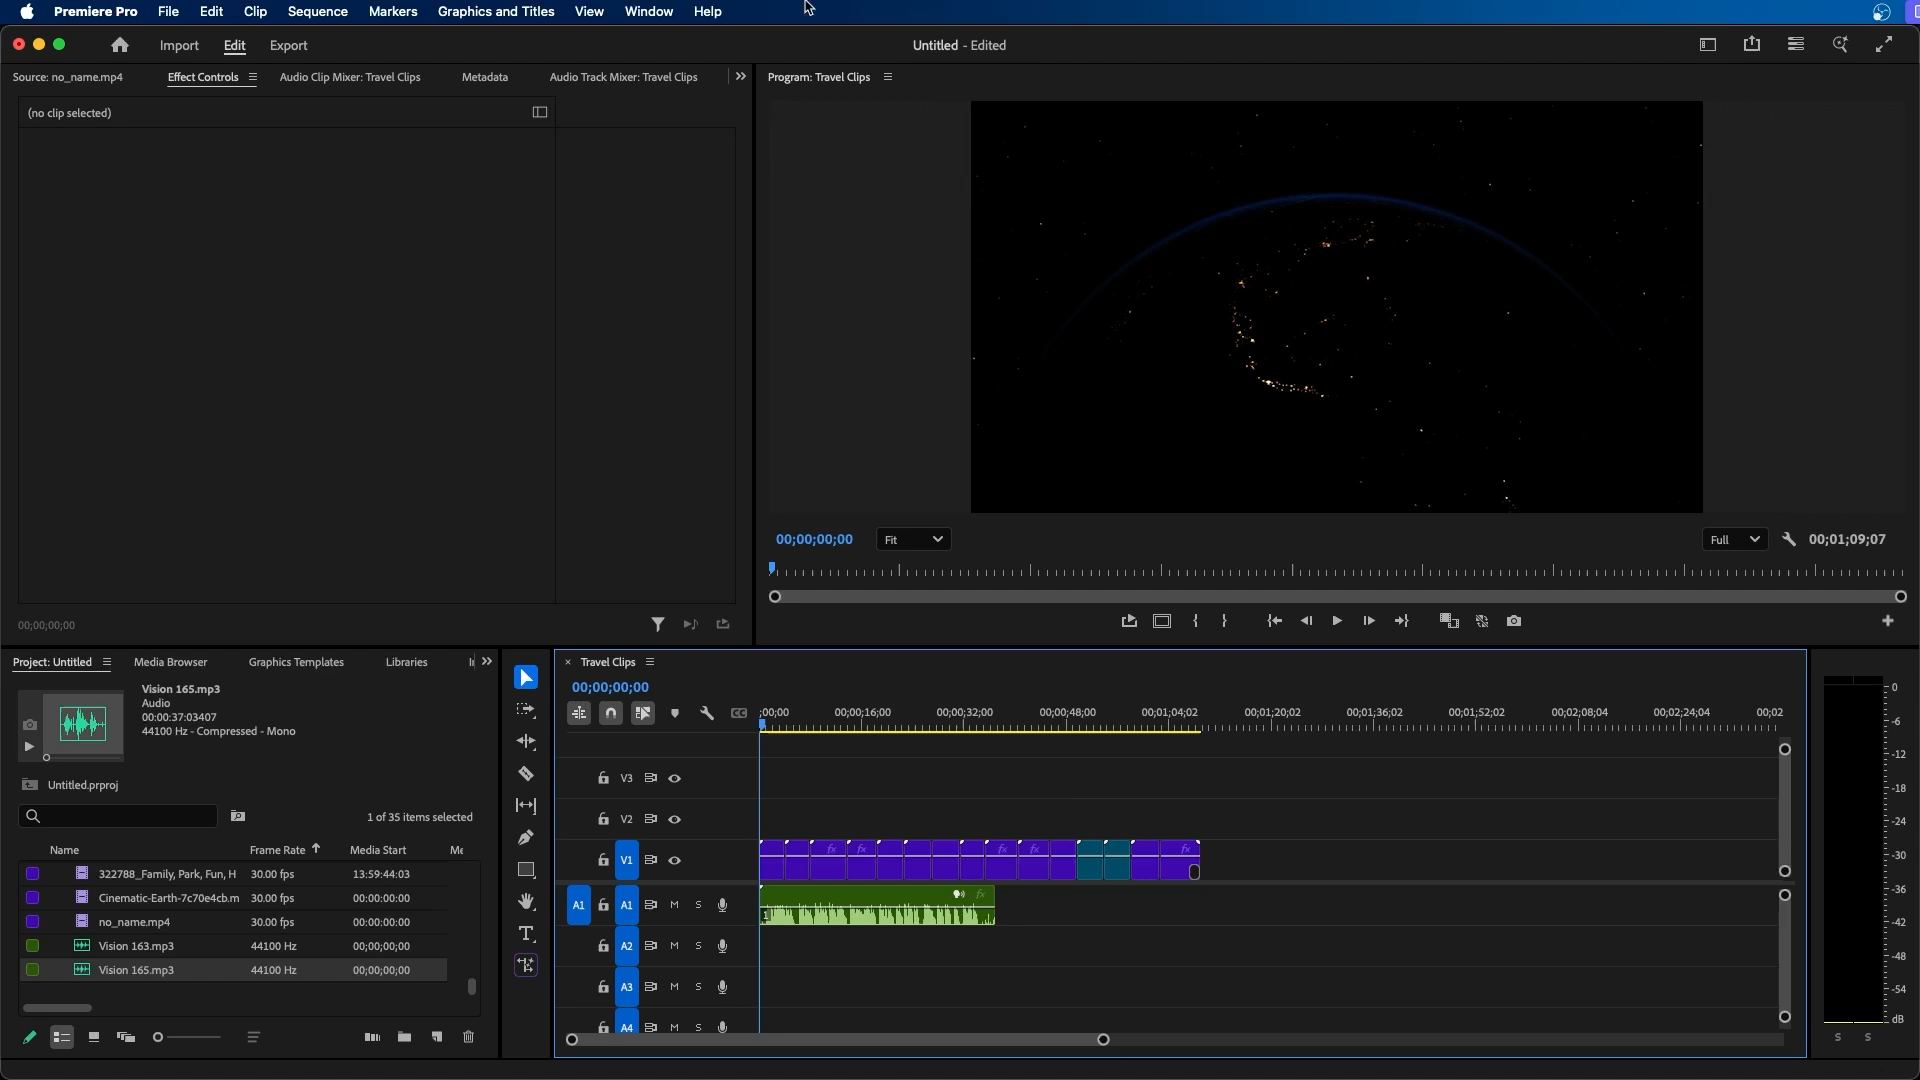 Premiere Pro File Edit Clip Sequence Markers Graphics and Titles View Window Help
Import Edit Export
Untitled - Edited
Source: no_name.mp4 Effect Controls Audio Clip Mixer: Travel Clips Metadata Audio Track Mixer: Travel Clips
Program: Travel Clips
(no clip selected)
00;00;00;00 Fit Full 00;01;09;07
00;00;00;00
Project: Untitled Media Browser Graphics Templates Libraries
Travel Clips
Vision 165.mp3
Audio
00:00:37:03407
44100 Hz - Compressed - Mono
Untitled.prproj
1 of 35 items selected
Name Frame Rate Media Start Me
322788_Family, Park, Fun, H 30.00 fps 13:59:44:03
Cinematic-Earth-7c70e4cb.m 30.00 fps 00:00:00:00
no_name.mp4 30.00 fps 00:00:00:00
Vision 163.mp3 44100 Hz 00;00;00;00
Vision 165.mp3 44100 Hz 00;00;00;00
00;00;00;00
;00;00 00;00;16;00 00;00;32;00 00;00;48;00 00;01;04;02 00;01;20;02 00;01;36;02 00;01;52;02 00;02;08;04 00;02;24;04 00;02
V3
V2
V1 fx fx fx fx fx
A1 A1 M S fx
1
A2 M S
A3 M S
A4 M S
0
-6
-12
-18
-24
-30
-36
-42
-48
-54
dB
S S